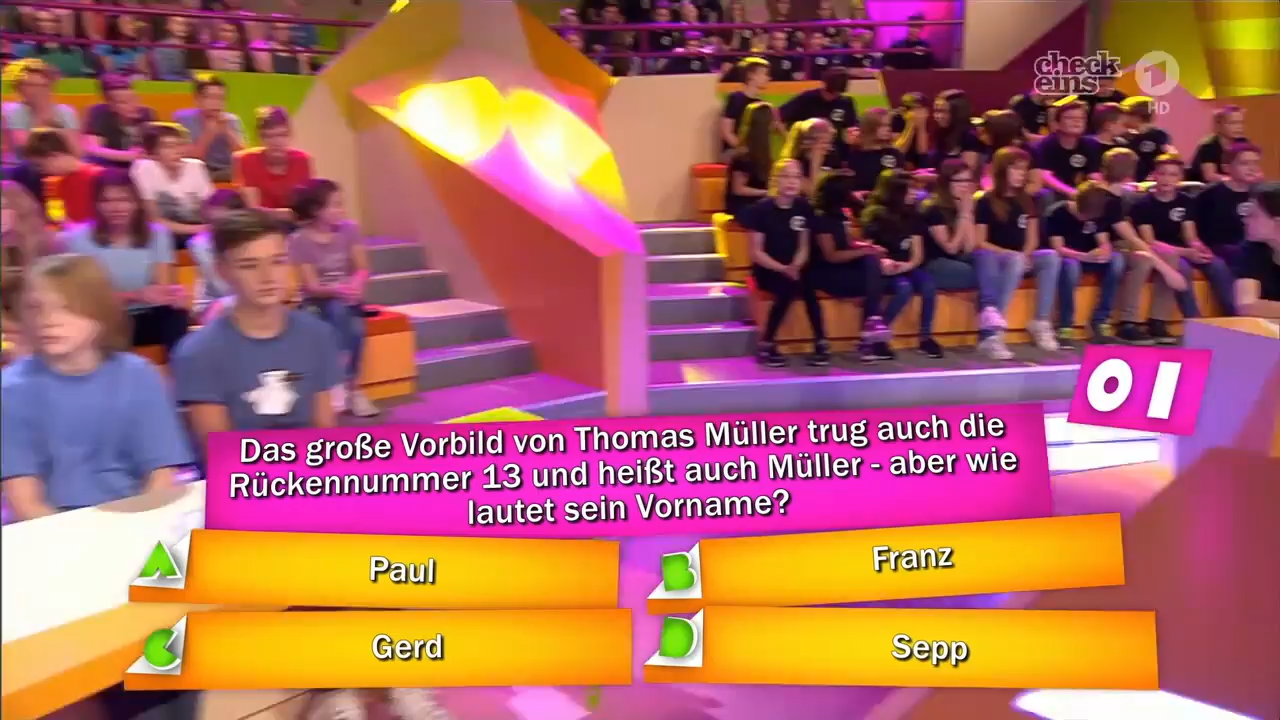 check
eins
1
HD
01
Das große Vorbild von Thomas Müller trug auch die
Rückennummer 13 und heißt auch Müller - aber wie
lautet sein Vorname?
A Paul
B Franz
C Gerd
D Sepp